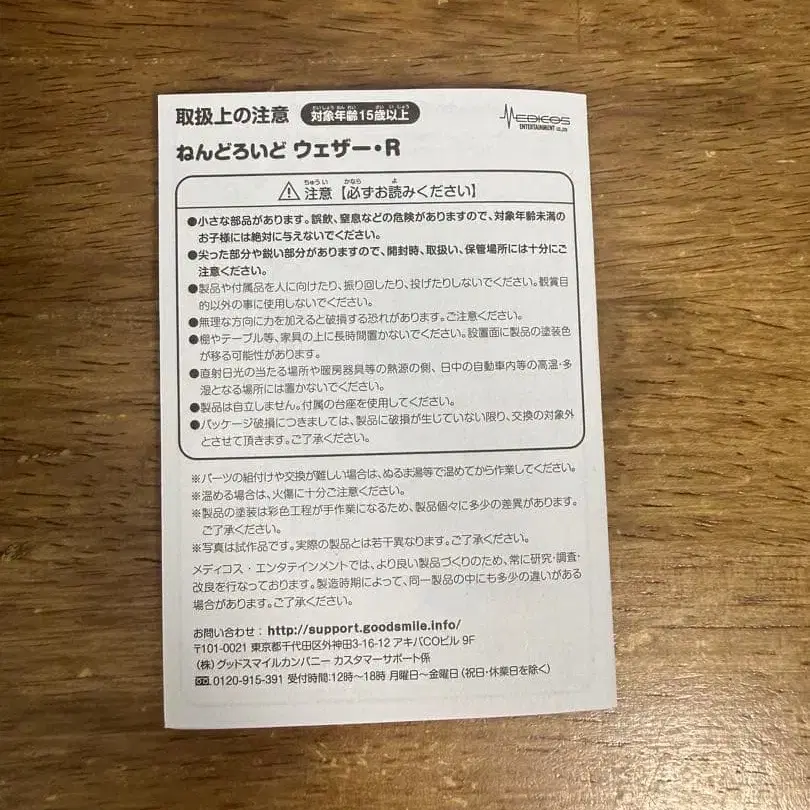 取扱上の注意 対象年齢15歳以上
たいしょうねんれい さいいじょう
MEDICOS
ENTERTAINMENT CO.,LTD
ねんどろいど ウェザー・R
ちゅうい かなら よ
⚠ 注意【必ずお読みください】
●小さな部品があります。誤飲、窒息などの危険がありますので、対象年齢未満の
お子様には絶対に与えないでください。
●尖った部分や鋭い部分がありますので、開封時、取扱い、保管場所には十分にご
注意ください。
●製品や付属品を人に向けたり、振り回したり、投げたりしないでください。観賞目
的以外の事に使用しないでください。
●無理な方向に力を加えると破損する恐れがあります。ご注意ください。
●棚やテーブル等、家具の上に長時間置かないでください。設置面に製品の塗装色
が移る可能性があります。
●直射日光の当たる場所や暖房器具等の熱源の側、日中の自動車内等の高温・多
湿となる場所には置かないでください。
●製品は自立しません。付属の台座を使用してください。
●パッケージ破損につきましては、製品に破損が生じていない限り、交換の対象外
とさせて頂きます。ご了承ください。
※パーツの組付けや交換が難しい場合は、ぬるま湯等で温めてから作業してください。
※温める場合は、火傷に十分ご注意ください。
※製品の塗装は彩色工程が手作業になるため、製品個々に多少の差異があります。
ご了承ください。
※写真は試作品です。実際の製品とは若干異なります。ご了承ください。
メディコス・エンタテインメントでは、より良い製品づくりのため、常に研究・調査・
改良を行なっております。製造時期によって、同一製品の中にも多少の違いがある
場合があります。ご了承ください。
お問い合わせ：http://support.goodsmile.info/
〒101-0021 東京都千代田区外神田3-16-12 アキバCOビル 9F
（株）グッドスマイルカンパニー カスタマーサポート係
0120-915-391 受付時間：12時〜18時 月曜日〜金曜日（祝日・休業日を除く）